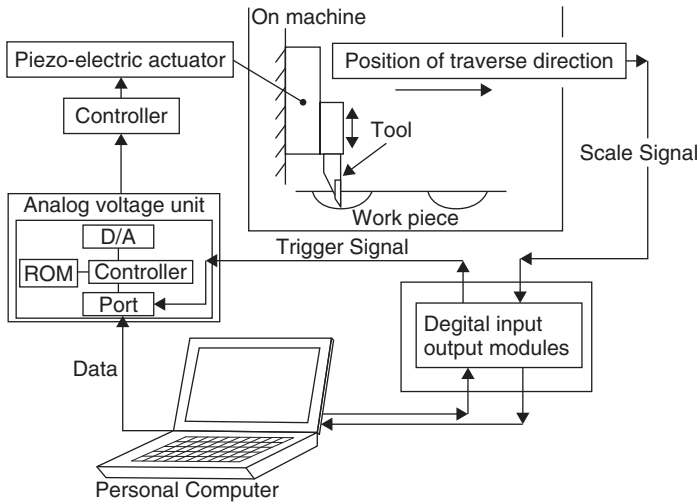 On machine
Piezo-electric actuator
Position of traverse direction
Controller
Tool
Scale Signal
Work piece
Analog voltage unit
D/A
ROM
Controller
Port
Trigger Signal
Degital input
output modules
Data
Personal Computer